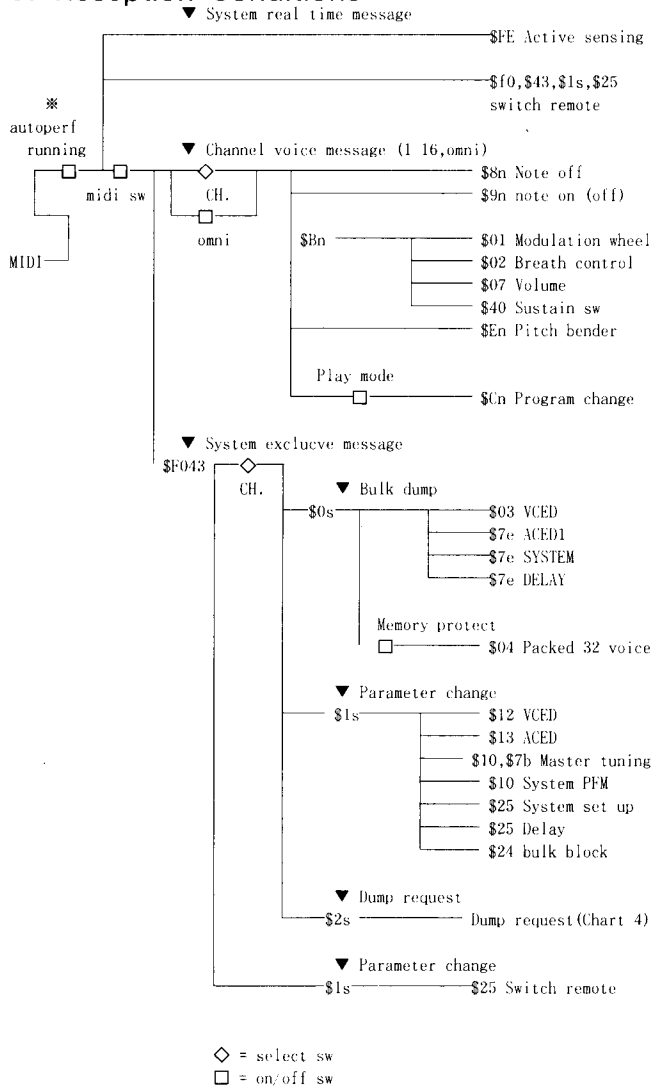 ▼ System real time message
$FE Active sensing
$f0,$43,$1s,$25
switch remote
※
autoperf
running
midi sw
MIDI
▼ Channel voice message (1 16,omni)
CH.
omni
$8n Note off
$9n note on (off)
$Bn
$01 Modulation wheel
$02 Breath control
$07 Volume
$40 Sustain sw
$En Pitch bender
Play mode
$Cn Program change
▼ System exclucve message
$F043
CH.
▼ Bulk dump
$0s
$03 VCED
$7e ACED1
$7e SYSTEM
$7e DELAY
Memory protect
$04 Packed 32 voice
▼ Parameter change
$1s
$12 VCED
$13 ACED
$10,$7b Master tuning
$10 System PFM
$25 System set up
$25 Delay
$24 bulk block
▼ Dump request
$2s
Dump request(Chart 4)
▼ Parameter change
$1s
$25 Switch remote
◇ = select sw
□ = on/off sw